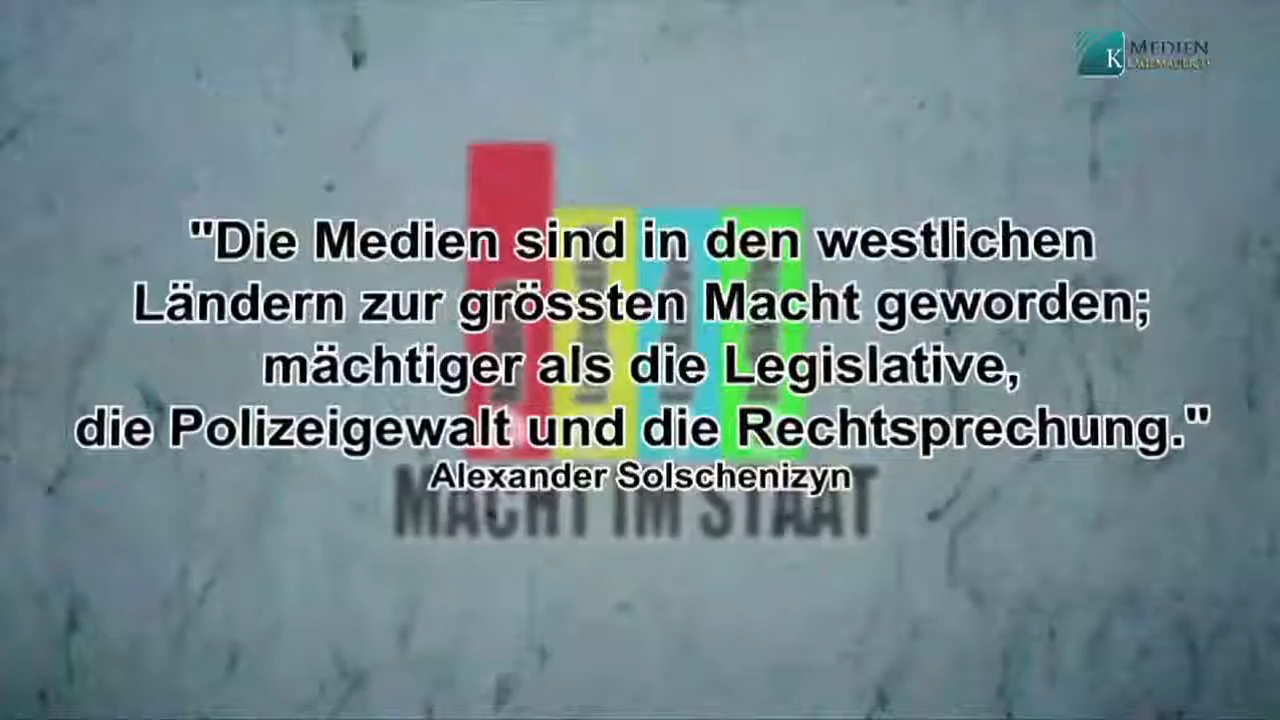 K MEDIEN
"Die Medien sind in den westlichen
Ländern zur grössten Macht geworden;
mächtiger als die Legislative,
die Polizeigewalt und die Rechtsprechung."
Alexander Solschenizyn
MACHT IM STAAT